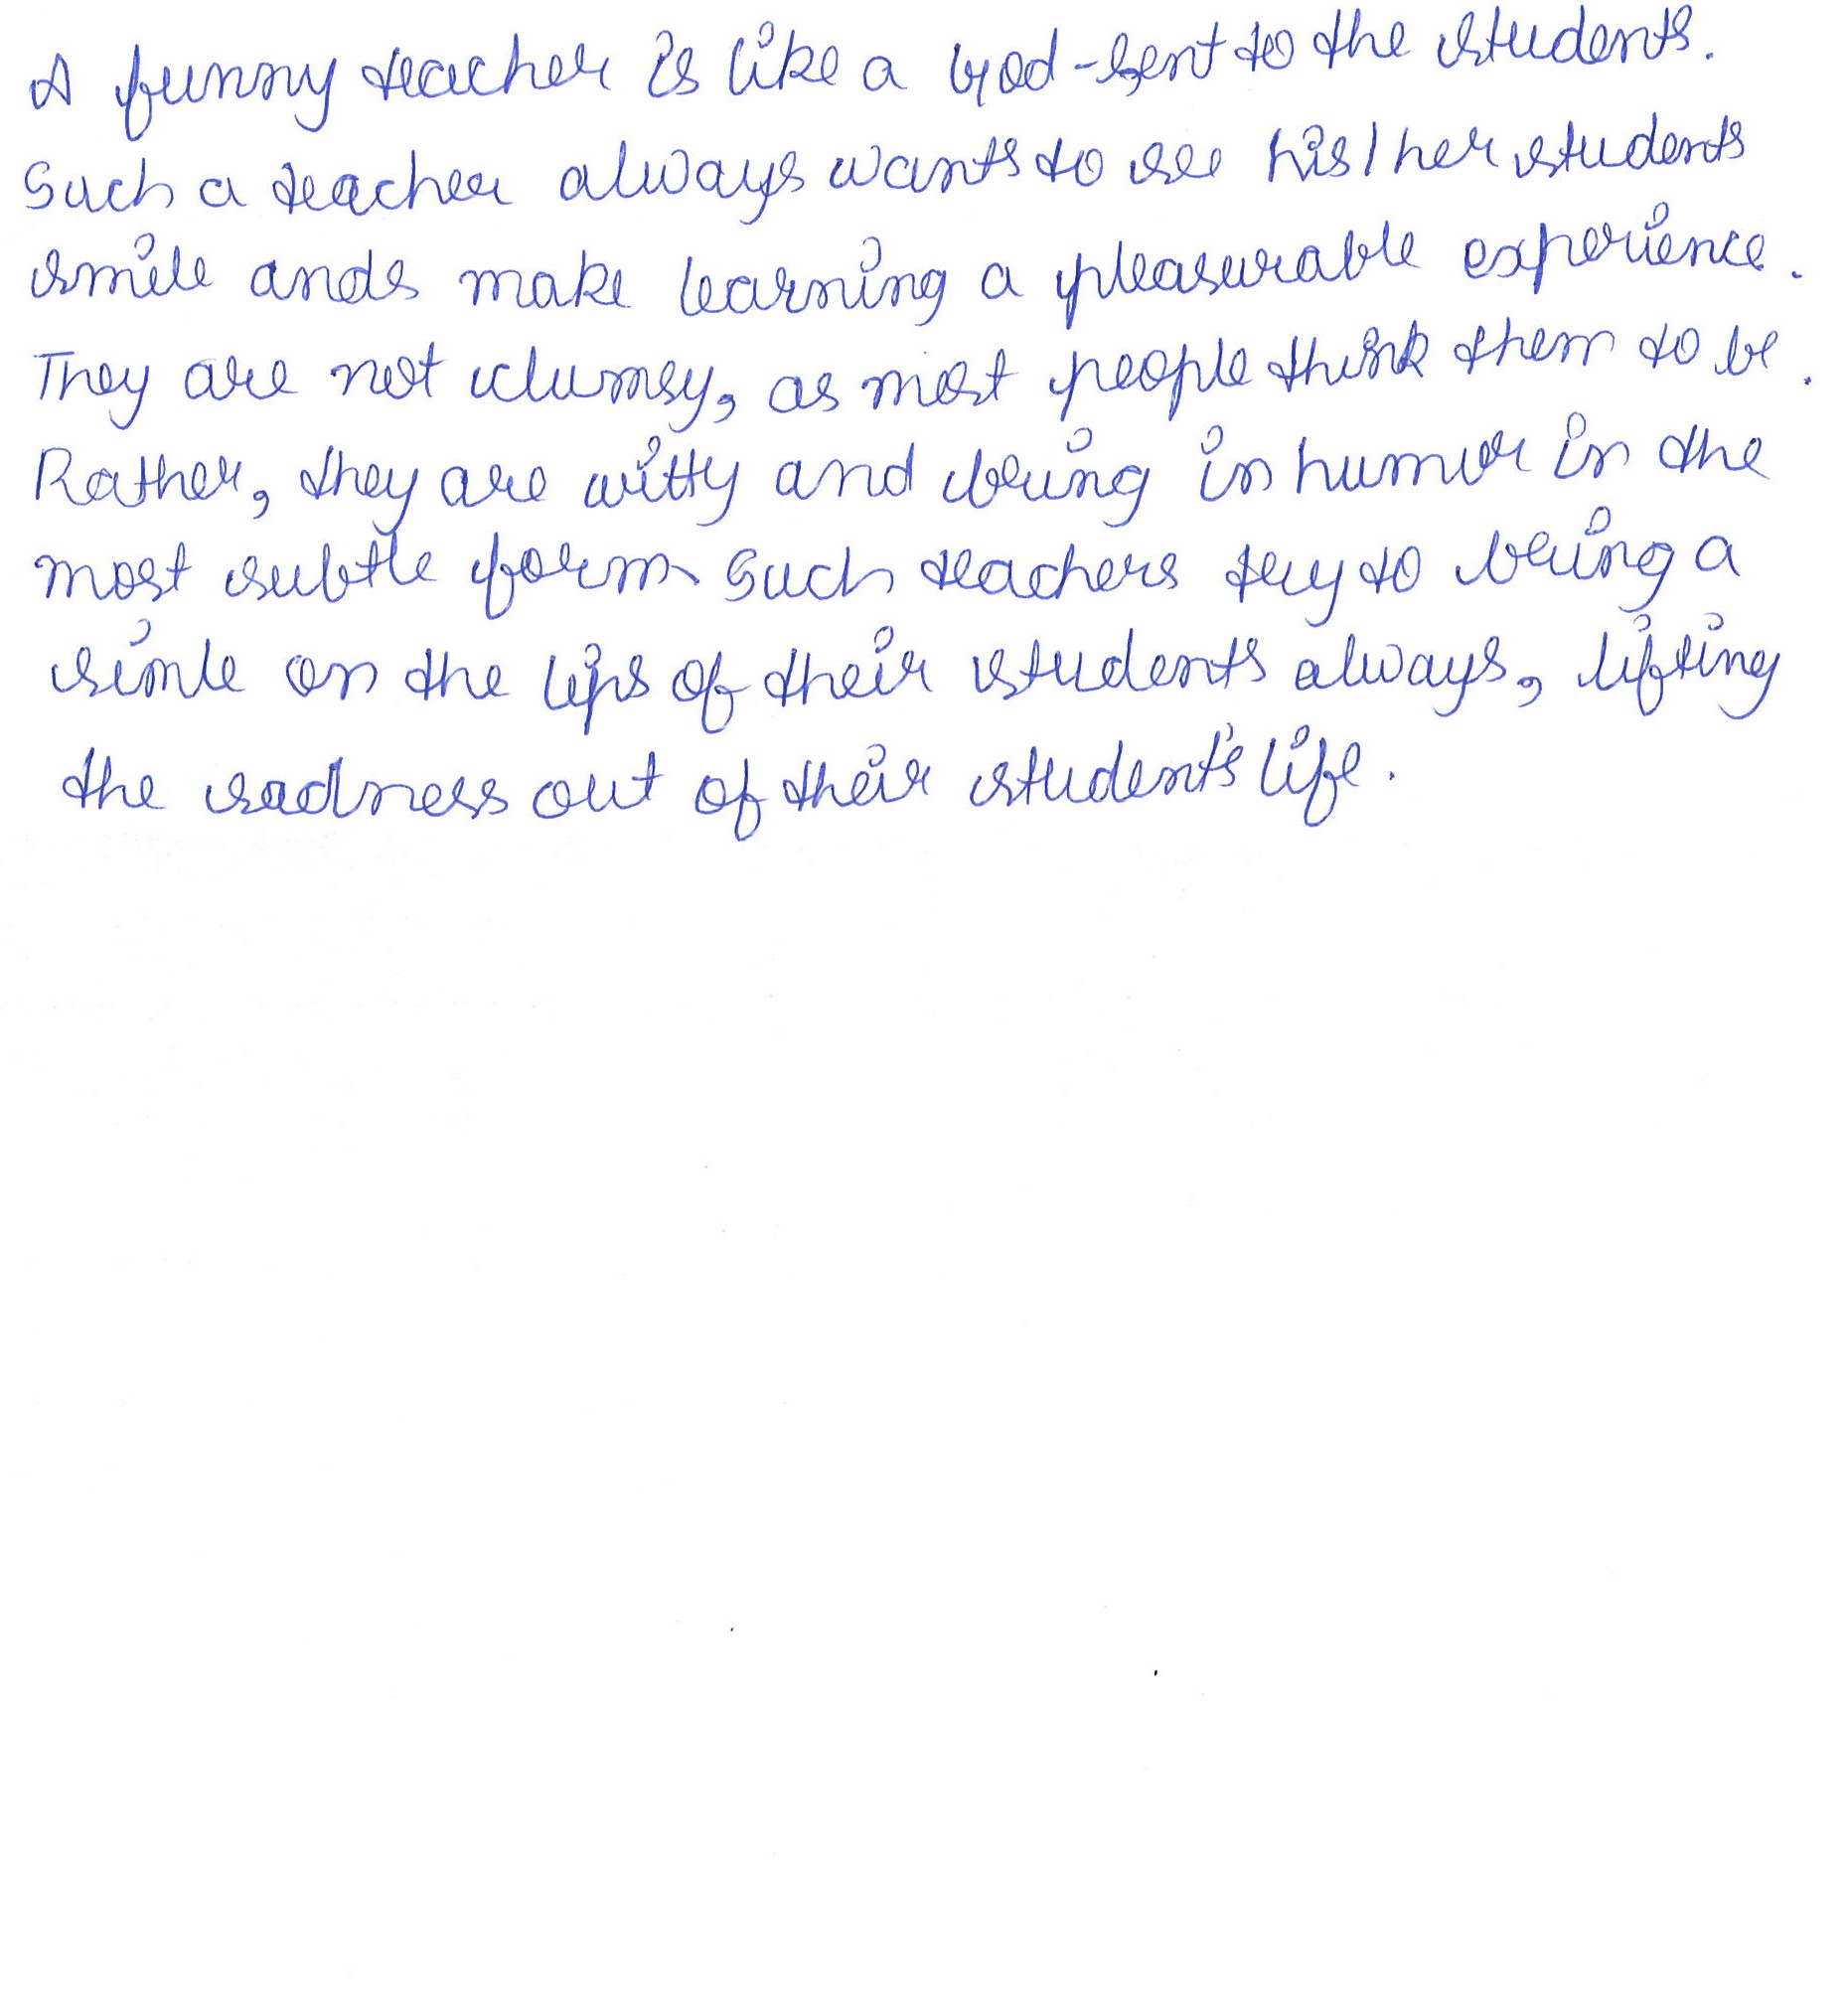 A funny teacher is like a God-sent to the students.
Such a teacher always wants to see his/her students
smile ands make learning a pleasurable experience.
They are not clumsy, as most people think them to be.
Rather, they are witty and bring in humor in the
most subtle form. Such teachers try to bring a
simle on the lips of their students always, lifting
the sadness out of their student's life.